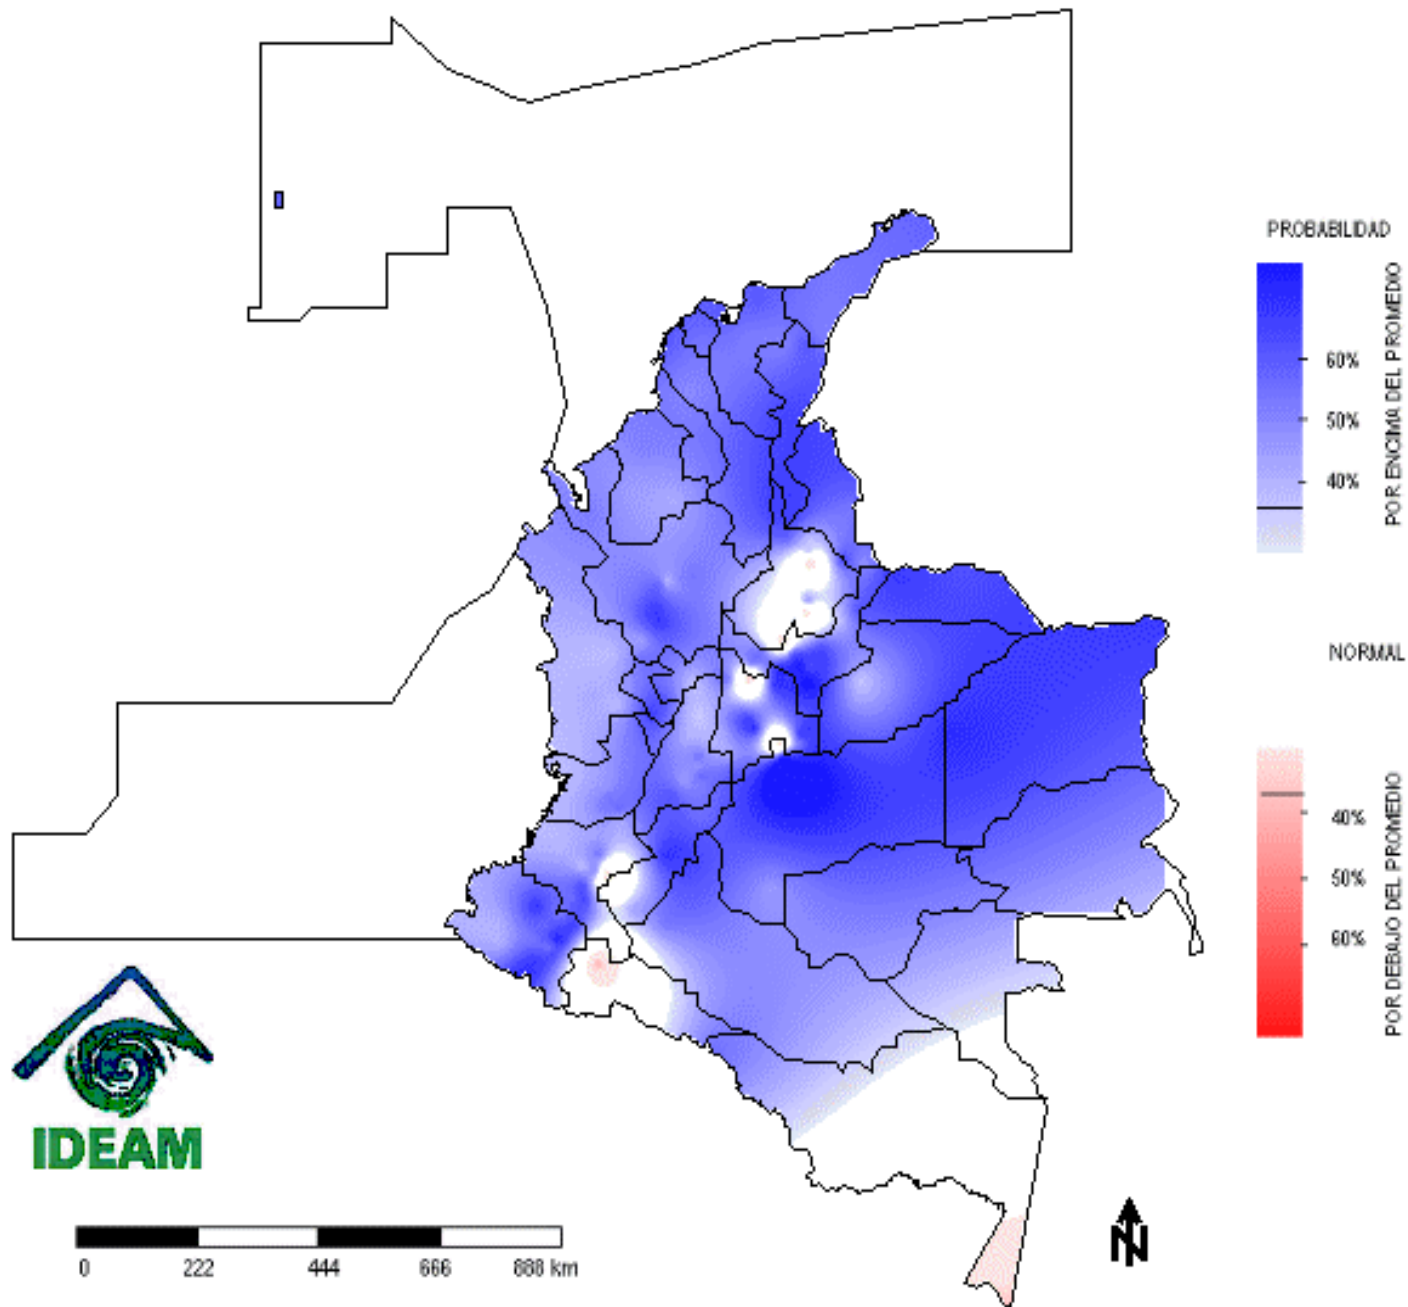 PROBABILIDAD
60%
50%
40%
POR ENCIMA DEL PROMEDIO
NORMAL
40%
50%
60%
POR DEBAJO DEL PROMEDIO
IDEAM
0 222 444 666 888 km
N